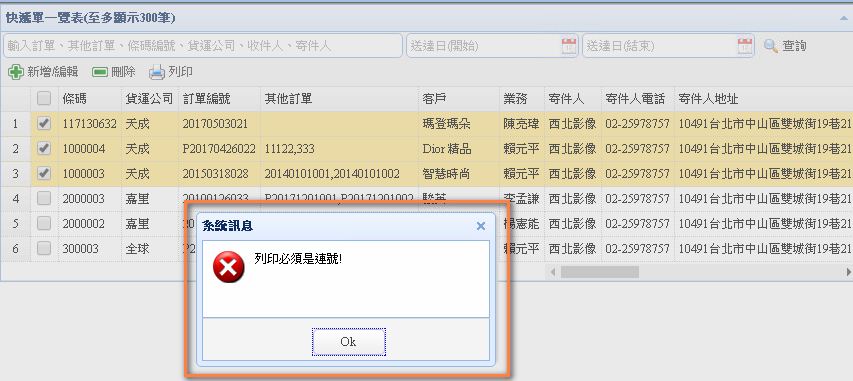 快遞單一覽表(至多顯示300筆)
輸入訂單、其他訂單、條碼編號、貨運公司、收件人、寄件人 送達日(開始) 送達日(結束) 查詢
新增/編輯 刪除 列印
條碼 貨運公司 訂單編號 其他訂單 客戶 業務 寄件人 寄件人電話 寄件人地址
1 117130632 天成 20170503021 瑪登瑪朵 陳亮瑋 西北影像 02-25978757 10491台北市中山區雙城街19巷21
2 1000004 天成 P20170426022 11122,333 Dior 精品 賴元平 西北影像 02-25978757 10491台北市中山區雙城街19巷21
3 1000003 天成 20150318028 20140101001,20140101002 智慧時尚 賴元平 西北影像 02-25978757 10491台北市中山區雙城街19巷21
4 2000003 嘉里 20100126033 P20171201001,P20171201002 駿英 李孟謙 西北影像 02-25978757 10491台北市中山區雙城街19巷21
5 2000002 嘉里 楊憲能 西北影像 02-25978757 10491台北市中山區雙城街19巷21
6 300003 全球 賴元平 西北影像 02-25978757 10491台北市中山區雙城街19巷21
系統訊息
列印必須是連號!
Ok